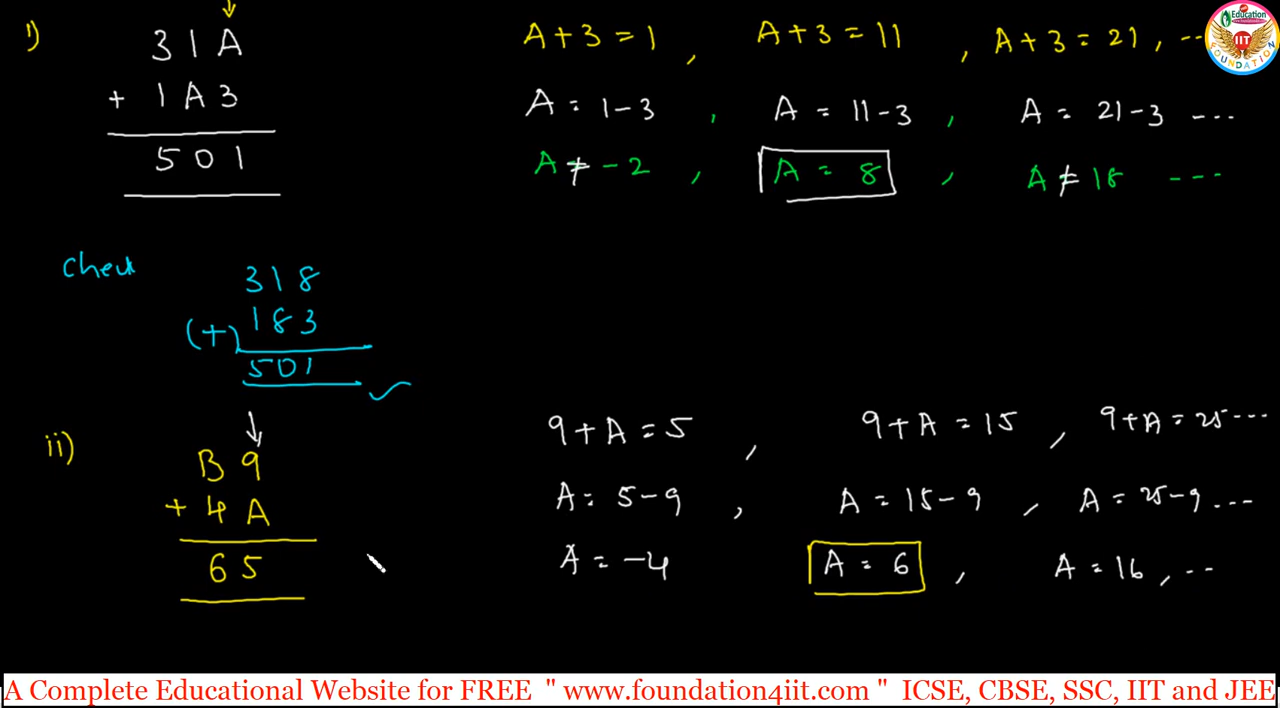 i)
3 1 A
+ 1 A 3
5 0 1
A + 3 = 1 , A + 3 = 11 , A + 3 = 21 , ...
A = 1 - 3 , A = 11 - 3 , A = 21 - 3 ...
A ≠ - 2 , A = 8 , A ≠ 18 ...
Education
IIT
FOUNDATION
Check
3 1 8
(+) 1 8 3
5 0 1 ✓
ii)
B 9
+ 4 A
6 5
9 + A = 5 , 9 + A = 15 , 9 + A = 25 ...
A = 5 - 9 , A = 15 - 9 , A = 25 - 9 ...
A = - 4 A = 6 , A = 16 , ...
A Complete Educational Website for FREE " www.foundation4iit.com " ICSE, CBSE, SSC, IIT and JEE